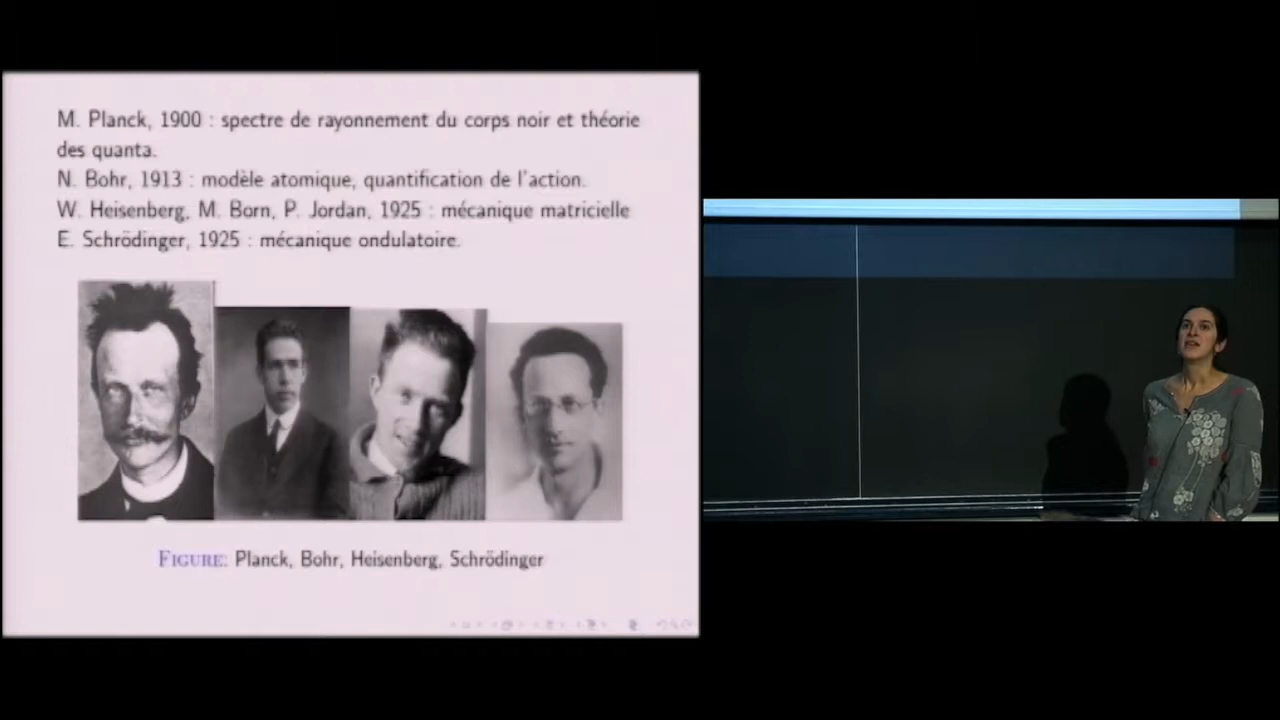 M. Planck, 1900 : spectre de rayonnement du corps noir et théorie
des quanta.
N. Bohr, 1913 : modèle atomique, quantification de l'action.
W. Heisenberg, M. Born, P. Jordan, 1925 : mécanique matricielle
E. Schrödinger, 1925 : mécanique ondulatoire.
FIGURE: Planck, Bohr, Heisenberg, Schrödinger